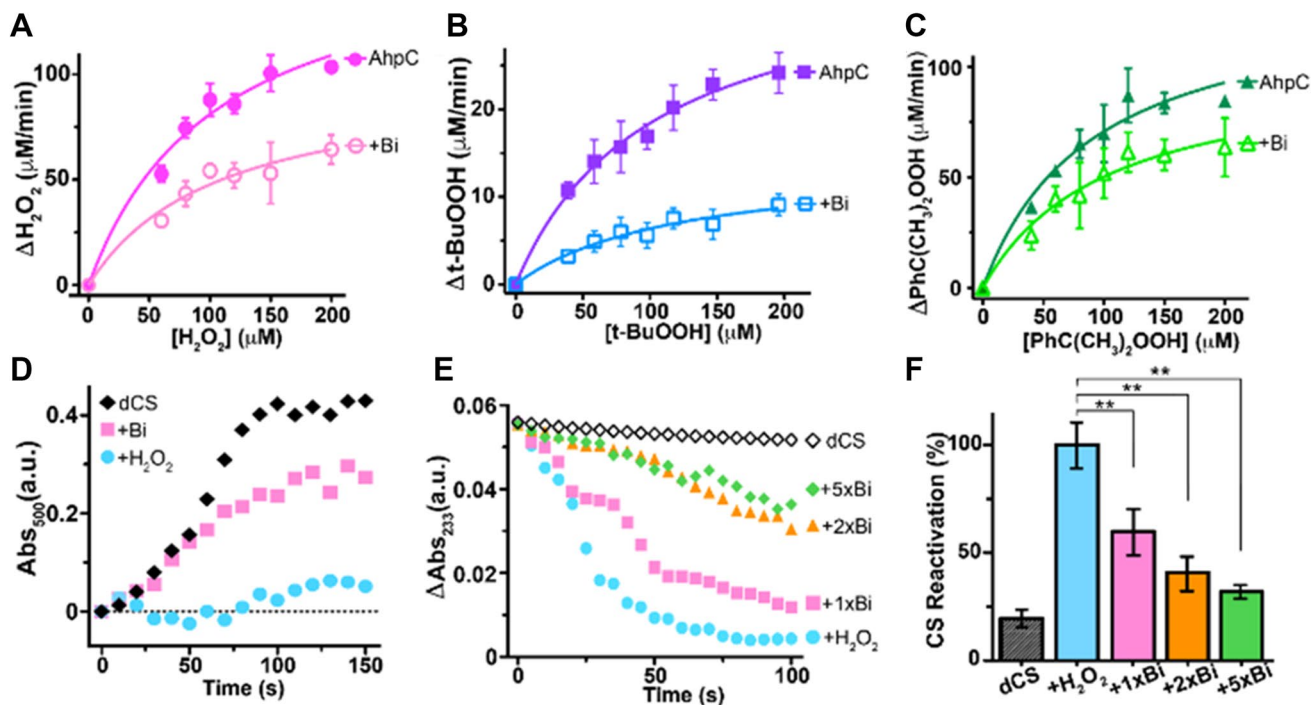 A
ΔH₂O₂ (μM/min)
100
50
0
AhpC
+Bi
0 50 100 150 200
[H₂O₂] (μM)
B
Δt-BuOOH (μM/min)
20
10
0
AhpC
+Bi
0 50 100 150 200
[t-BuOOH] (μM)
C
ΔPhC(CH₃)₂OOH (μM/min)
100
50
0
AhpC
+Bi
0 50 100 150 200
[PhC(CH₃)₂OOH] (μM)
D
Abs₅₀₀(a.u.)
0.4
0.2
0
dCS
+Bi
+H₂O₂
0 50 100 150
Time (s)
E
ΔAbs₂₃₃(a.u.)
0.06
0.04
0.02
0
dCS
+5xBi
+2xBi
+1xBi
+H₂O₂
0 50 100
Time (s)
F
CS Reactivation (%)
100
50
0
**
**
**
dCS
+H₂O₂
+1xBi
+2xBi
+5xBi